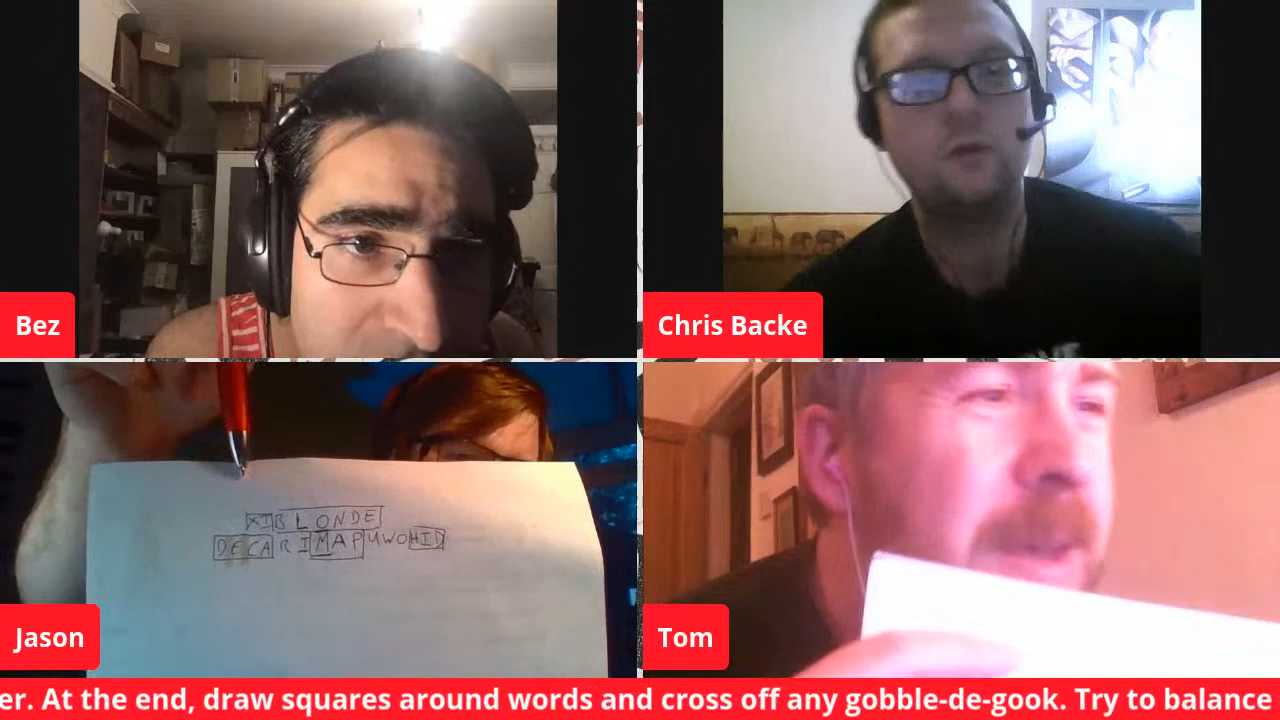 Bez
Chris Backe
XIBLONDE
DECARIMAPUWOHID
Jason
Tom
er. At the end, draw squares around words and cross off any gobble-de-gook. Try to balance